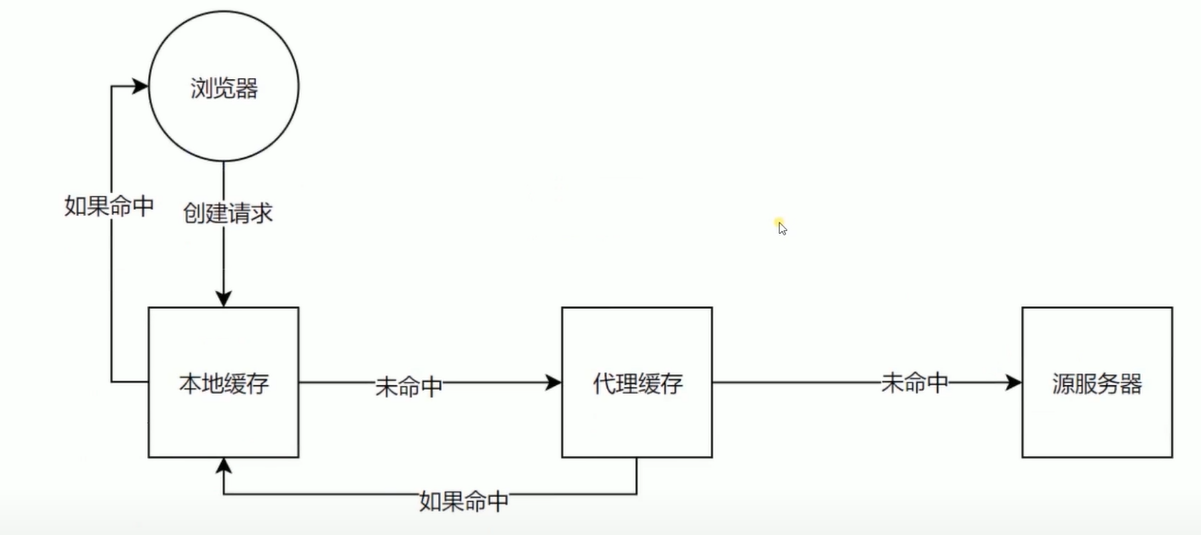 浏览器
如果命中
创建请求
本地缓存
未命中
代理缓存
未命中
源服务器
如果命中